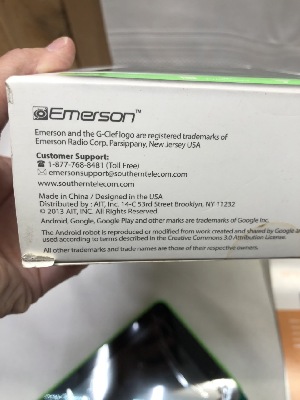 Emerson™
Emerson and the G-Clef logo are registered trademarks of
Emerson Radio Corp. Parsippany, New Jersey USA
Customer Support:
☎ 1-877-768-8481 (Toll Free)
✉ emersonsupport@southerntelecom.com
www.southerntelecom.com
Made in China / Designed in the USA
Distributed by : AIT, Inc. 14-C 53rd Street Brooklyn, NY 11232
© 2013 AIT, INC. All Rights Reserved
Android, Google, Google Play and other marks are trademarks of Google Inc.
The Android robot is reproduced or modified from work created and shared by Google and
used according to terms described in the Creative Commons 3.0 Attribution License.
All other trademarks and trade names are those of their respective owners.